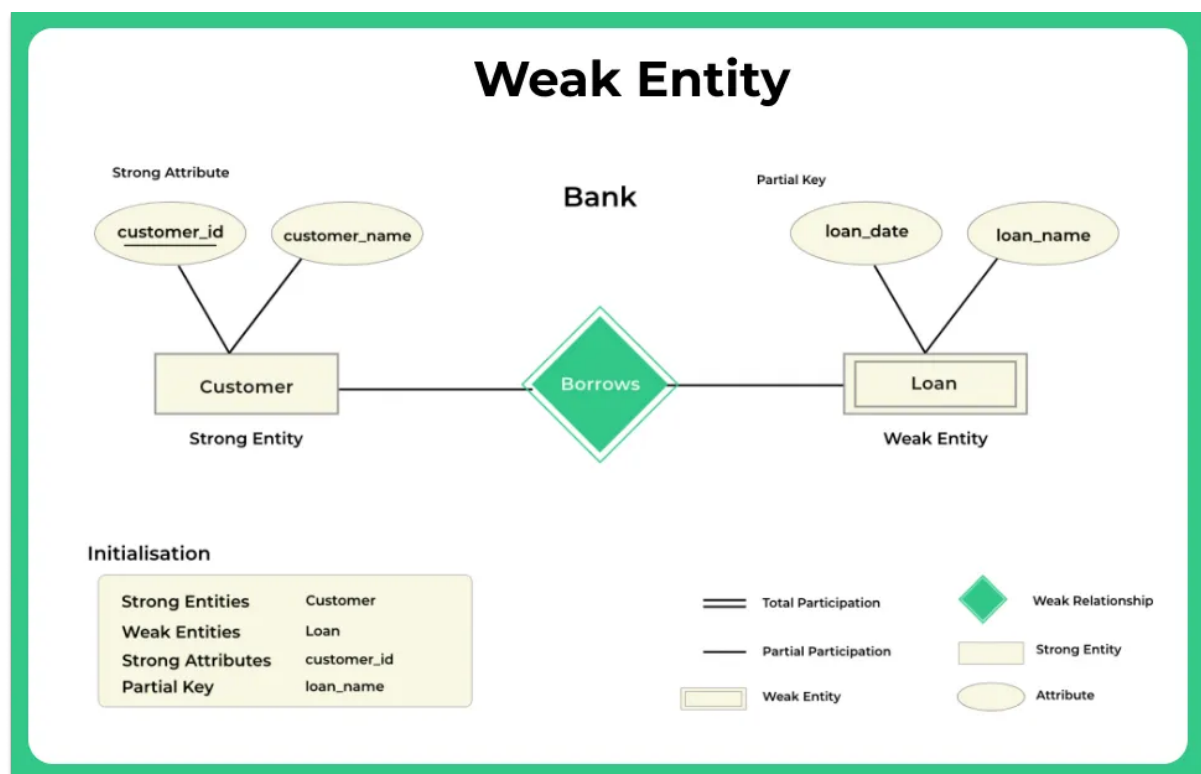 Weak Entity
Strong Attribute
Bank
Partial Key
customer_id
customer_name
loan_date
loan_name
Customer
Borrows
Loan
Strong Entity
Weak Entity
Initialisation
Strong Entities Customer
Weak Entities Loan
Strong Attributes customer_id
Partial Key loan_name
Total Participation
Partial Participation
Weak Entity
Weak Relationship
Strong Entity
Attribute